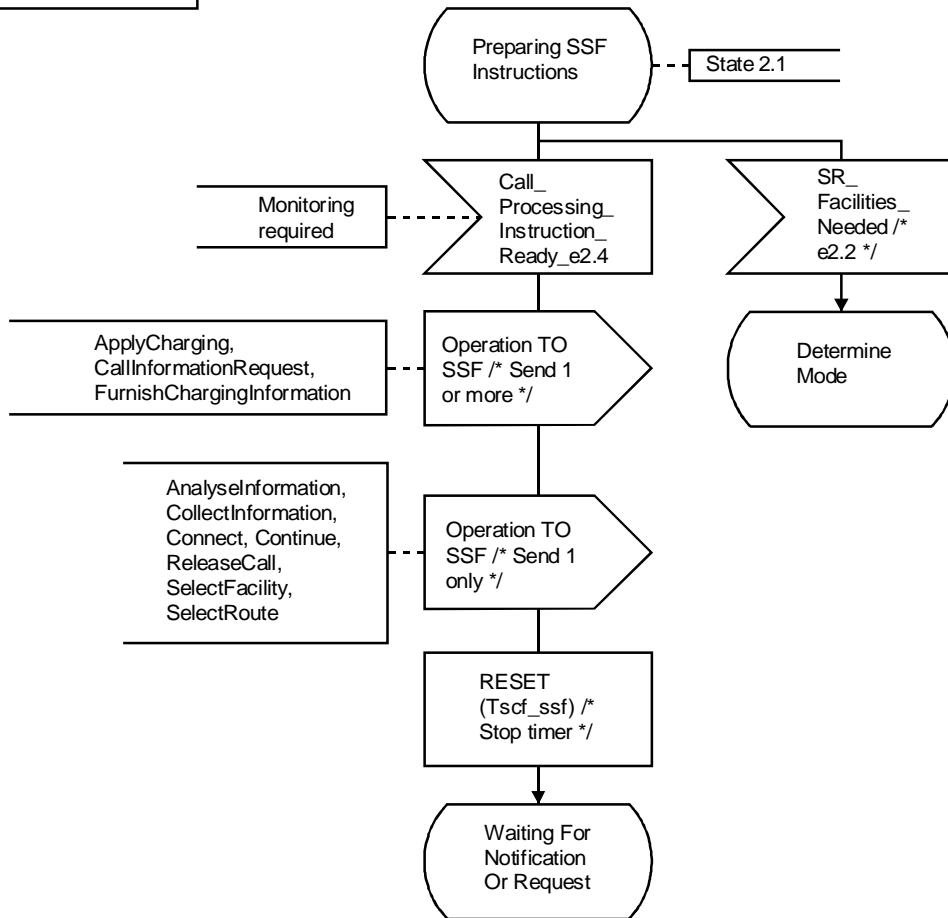 Preparing SSF
Instructions
State 2.1
Monitoring
required
Call_
Processing_
Instruction_
Ready_e2.4
SR_
Facilities_
Needed /*
e2.2 */
ApplyCharging,
CallInformationRequest,
FurnishChargingInformation
Operation TO
SSF /* Send 1
or more */
Determine
Mode
AnalyseInformation,
CollectInformation,
Connect, Continue,
ReleaseCall,
SelectFacility,
SelectRoute
Operation TO
SSF /* Send 1
only */
RESET
(Tscf_ssf) /*
Stop timer */
Waiting For
Notification
Or Request